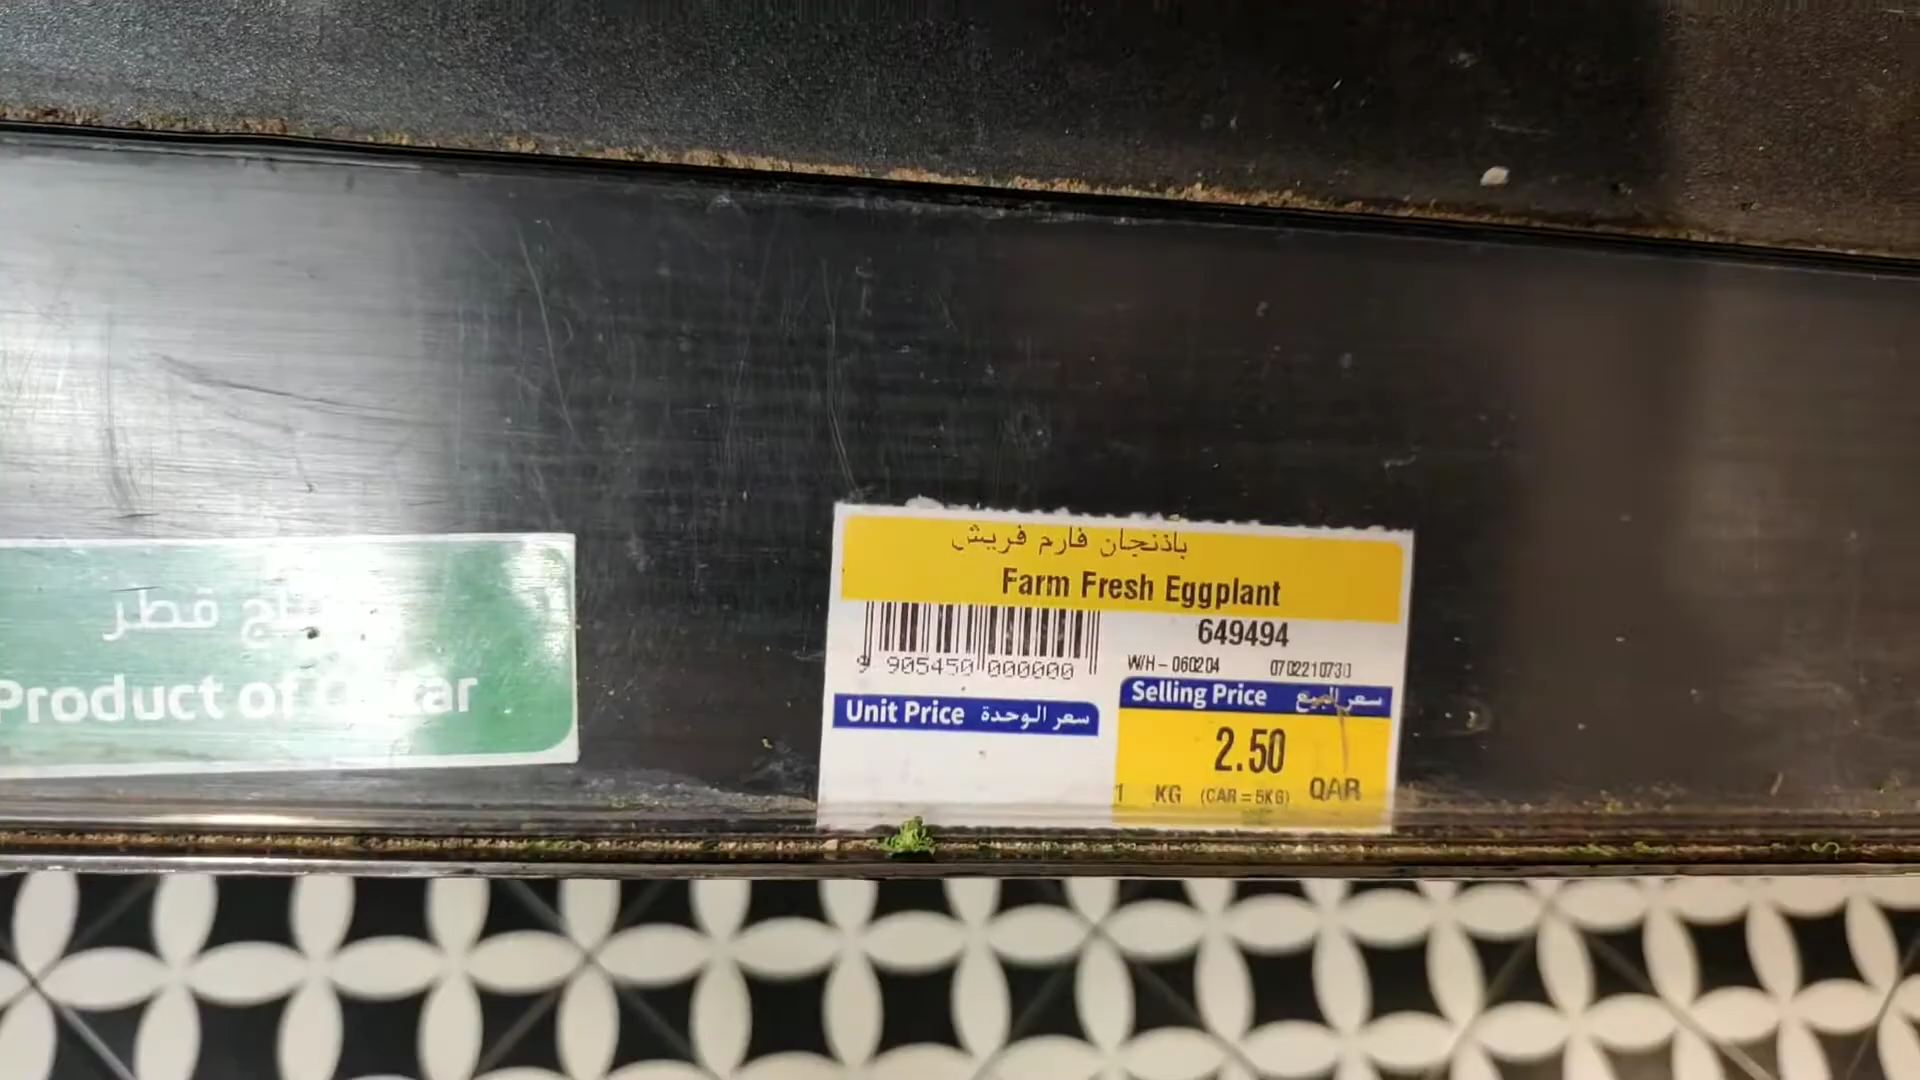 قطر
Product of
باذنجان فارم فريش
Farm Fresh Eggplant
649494
9 905450 000000
W/H - 060204 0702210730
Unit Price سعر الوحدة
Selling Price سعر البيع
2.50
1 KG (CAR = 5KG) QAR